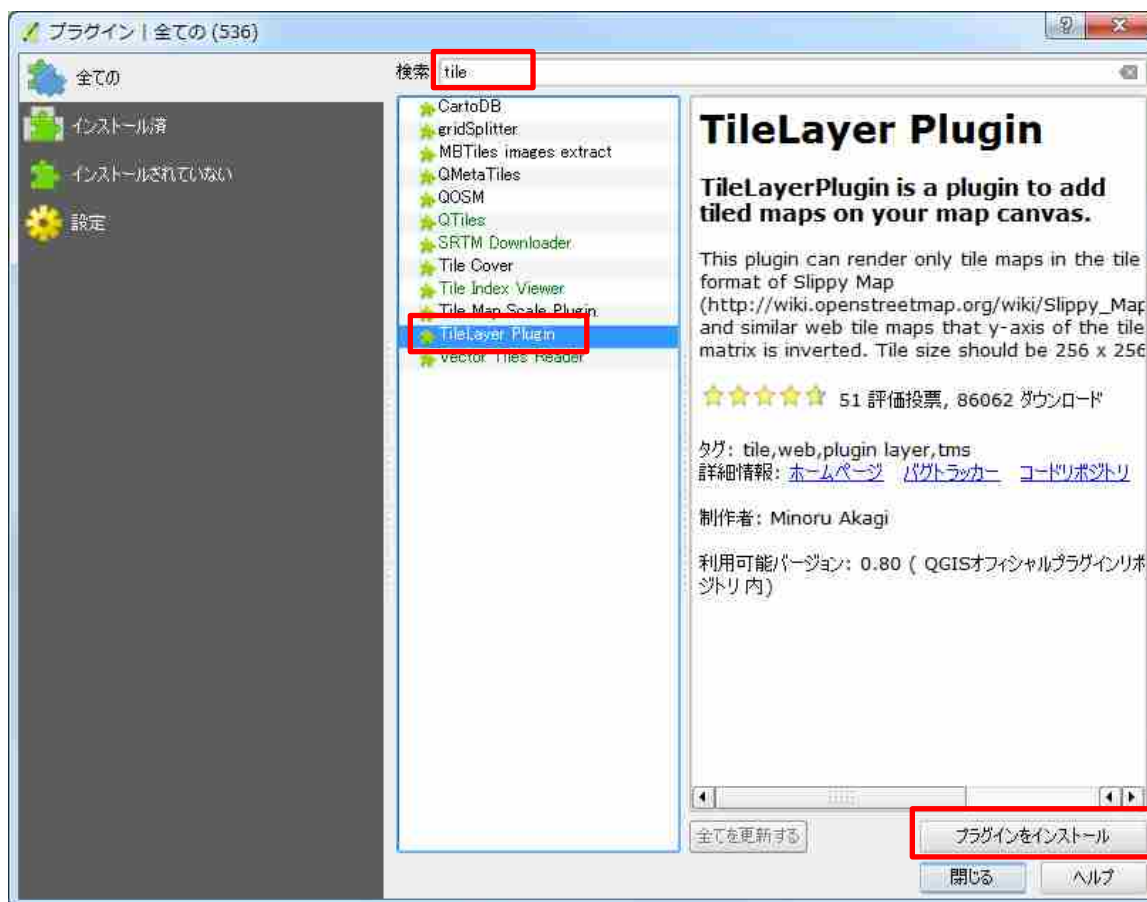 プラグイン | 全ての (536)
全ての
インストール済
インストールされていない
設定
検索 tile
CartoDB
gridSplitter
MBTiles images extract
QMetaTiles
QOSM
QTiles
SRTM Downloader
Tile Cover
Tile Index Viewer
Tile Map Scale Plugin
TileLayer Plugin
Vector Tiles Reader
TileLayer Plugin
TileLayerPlugin is a plugin to add
tiled maps on your map canvas.
This plugin can render only tile maps in the tile
format of Slippy Map
(http://wiki.openstreetmap.org/wiki/Slippy_Map
and similar web tile maps that y-axis of the tile
matrix is inverted. Tile size should be 256 x 256
51 評価投票, 86062 ダウンロード
タグ: tile,web,plugin layer,tms
詳細情報: ホームページ バグトラッカー コードリポジトリ
制作者: Minoru Akagi
利用可能バージョン: 0.80 ( QGISオフィシャルプラグインリポ
ジトリ 内)
全てを更新する
プラグインをインストール
閉じる
ヘルプ